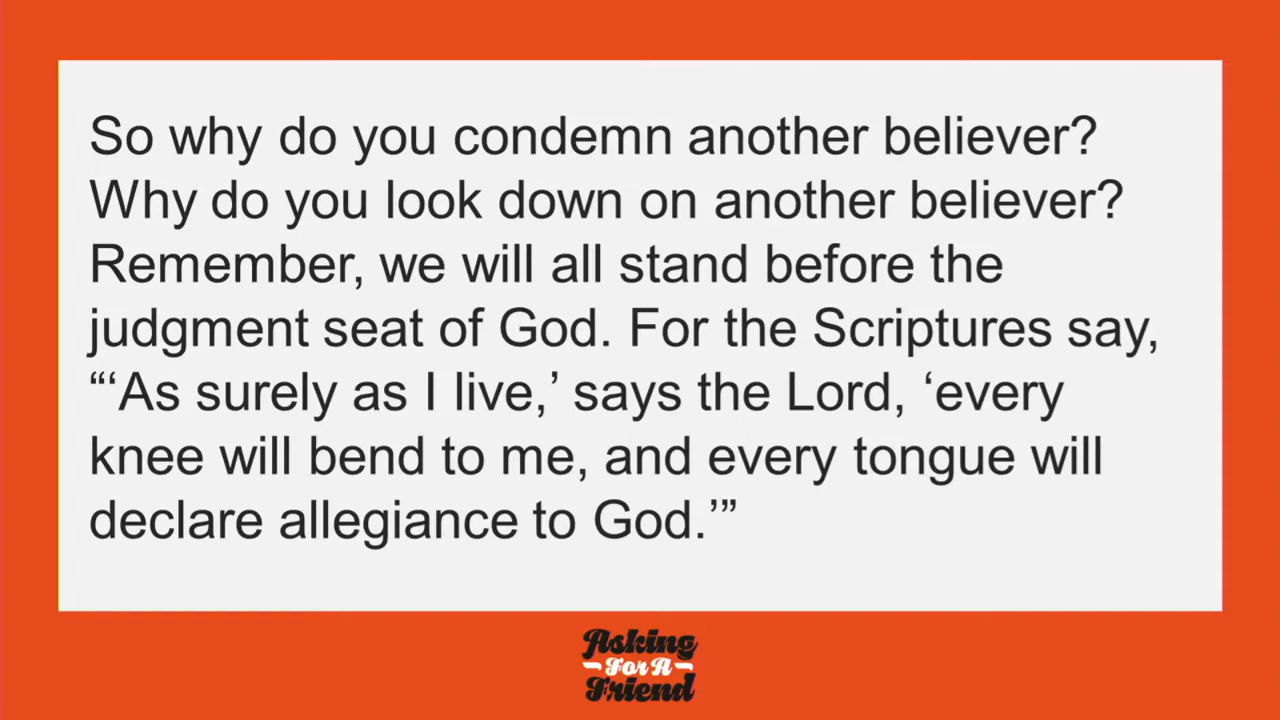 So why do you condemn another believer?
Why do you look down on another believer?
Remember, we will all stand before the
judgment seat of God. For the Scriptures say,
“‘As surely as I live,’ says the Lord, ‘every
knee will bend to me, and every tongue will
declare allegiance to God.’”
Asking
For A
Friend